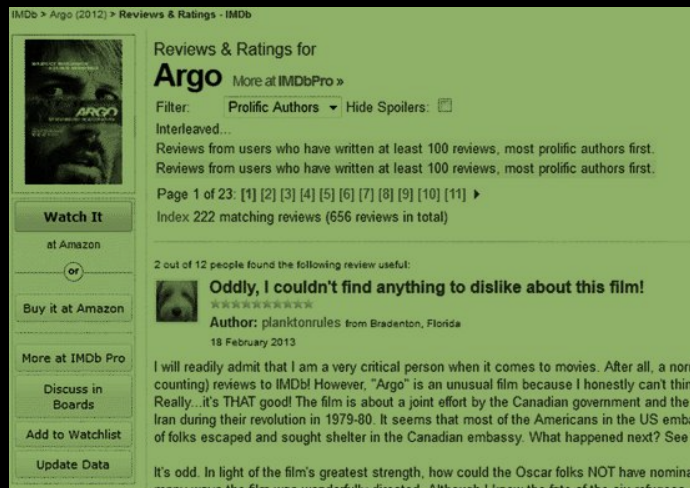 IMDb > Argo (2012) > Reviews & Ratings - IMDb
ARGO
Watch It
at Amazon
or
Buy it at Amazon
More at IMDb Pro
Discuss in
Boards
Add to Watchlist
Update Data
Reviews & Ratings for
Argo More at IMDbPro »
Filter: Prolific Authors Hide Spoilers:
Interleaved...
Reviews from users who have written at least 100 reviews, most prolific authors first.
Reviews from users who have written at least 100 reviews, most prolific authors first.
Page 1 of 23: [1] [2] [3] [4] [5] [6] [7] [8] [9] [10] [11]
Index 222 matching reviews (656 reviews in total)
2 out of 12 people found the following review useful:
Oddly, I couldn't find anything to dislike about this film!
Author: planktonrules from Bradenton, Florida
18 February 2013
I will readily admit that I am a very critical person when it comes to movies. After all, a
counting) reviews to IMDb! However, "Argo" is an unusual film because I honestly can't
Really...it's THAT good! The film is about a joint effort by the Canadian government and the
Iran during their revolution in 1979-80. It seems that most of the Americans in the US
of folks escaped and sought shelter in the Canadian embassy. What happened next? See
It's odd. In light of the film's greatest strength, how could the Oscar folks NOT have